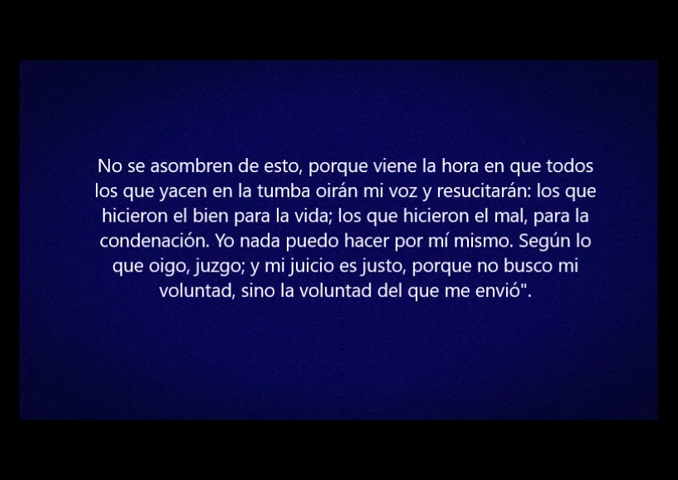 No se asombren de esto, porque viene la hora en que todos
los que yacen en la tumba oirán mi voz y resucitarán: los que
hicieron el bien para la vida; los que hicieron el mal, para la
condenación. Yo nada puedo hacer por mí mismo. Según lo
que oigo, juzgo; y mi juicio es justo, porque no busco mi
voluntad, sino la voluntad del que me envió".